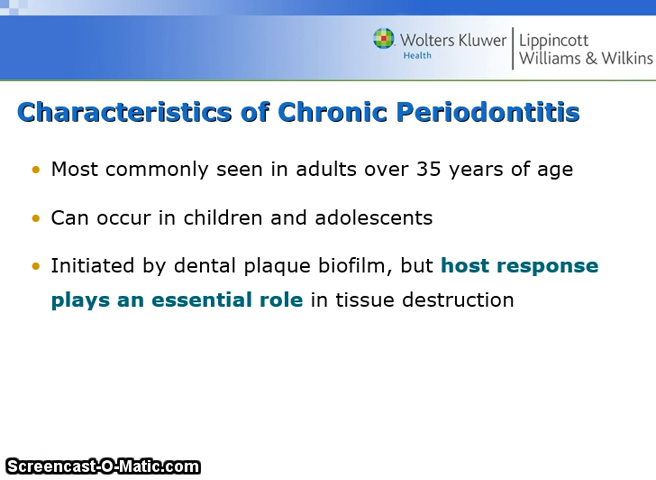 Wolters Kluwer
Health
Lippincott
Williams & Wilkins
Characteristics of Chronic Periodontitis
• Most commonly seen in adults over 35 years of age
• Can occur in children and adolescents
• Initiated by dental plaque biofilm, but host response
plays an essential role in tissue destruction
Screencast-O-Matic.com